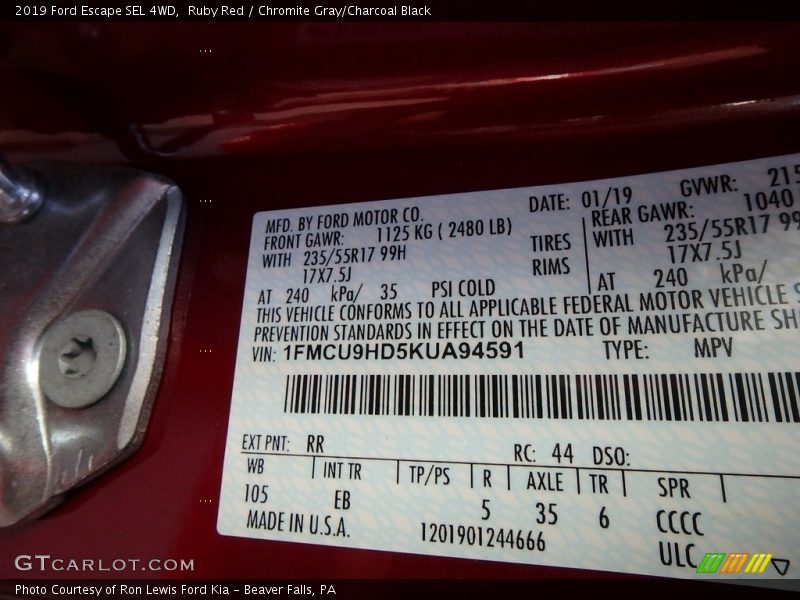 2019 Ford Escape SEL 4WD,  Ruby Red / Chromite Gray/Charcoal Black
MFD. BY FORD MOTOR CO.
DATE: 01/19
GVWR:
FRONT GAWR: 1125 KG ( 2480 LB)
REAR GAWR: 1040
WITH 235/55R17 99H TIRES
WITH 235/55R17
17X7.5J RIMS
17X7.5J
AT 240 kPa/ 35 PSI COLD
AT 240 kPa/
THIS VEHICLE CONFORMS TO ALL APPLICABLE FEDERAL MOTOR VEHICLE
PREVENTION STANDARDS IN EFFECT ON THE DATE OF MANUFACTURE
VIN: 1FMCU9HD5KUA94591 TYPE: MPV
EXT PNT: RR RC: 44 DSO:
WB INT TR TP/PS R AXLE TR SPR
105 EB 5 35 6 CCCC
MADE IN U.S.A. 1201901244666 ULC
GTCARLOT.COM
Photo Courtesy of Ron Lewis Ford Kia – Beaver Falls, PA